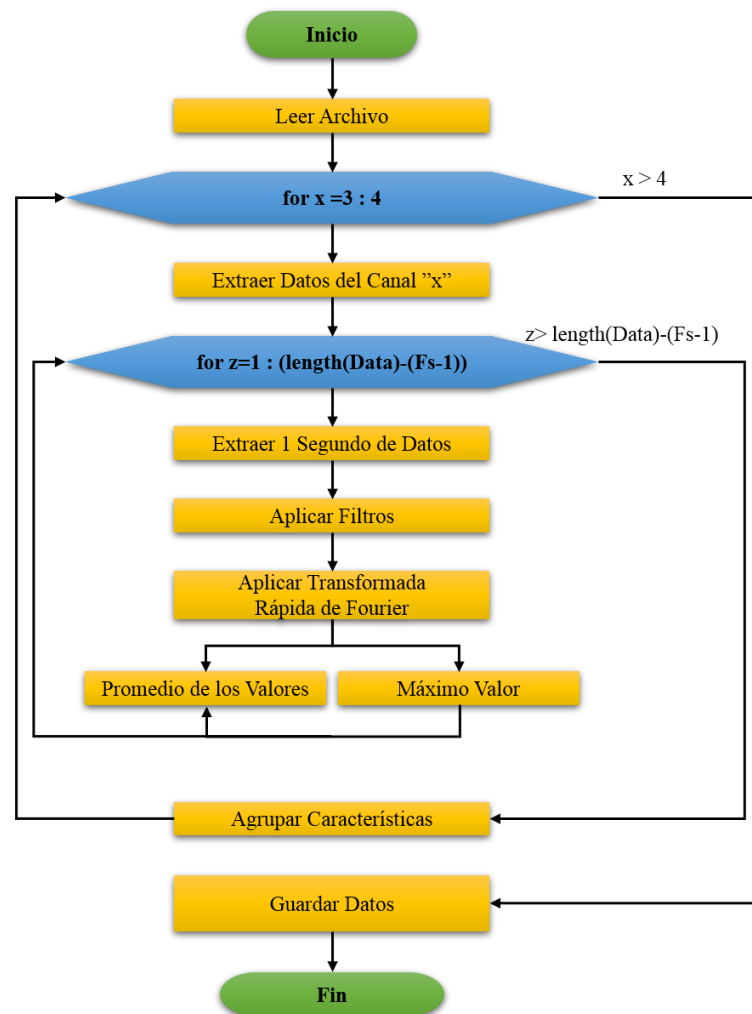 Inicio
Leer Archivo
for x =3 : 4
x > 4
Extraer Datos del Canal ”x”
z> length(Data)-(Fs-1)
for z=1 : (length(Data)-(Fs-1))
Extraer 1 Segundo de Datos
Aplicar Filtros
Aplicar Transformada
Rápida de Fourier
Promedio de los Valores
Máximo Valor
Agrupar Características
Guardar Datos
Fin